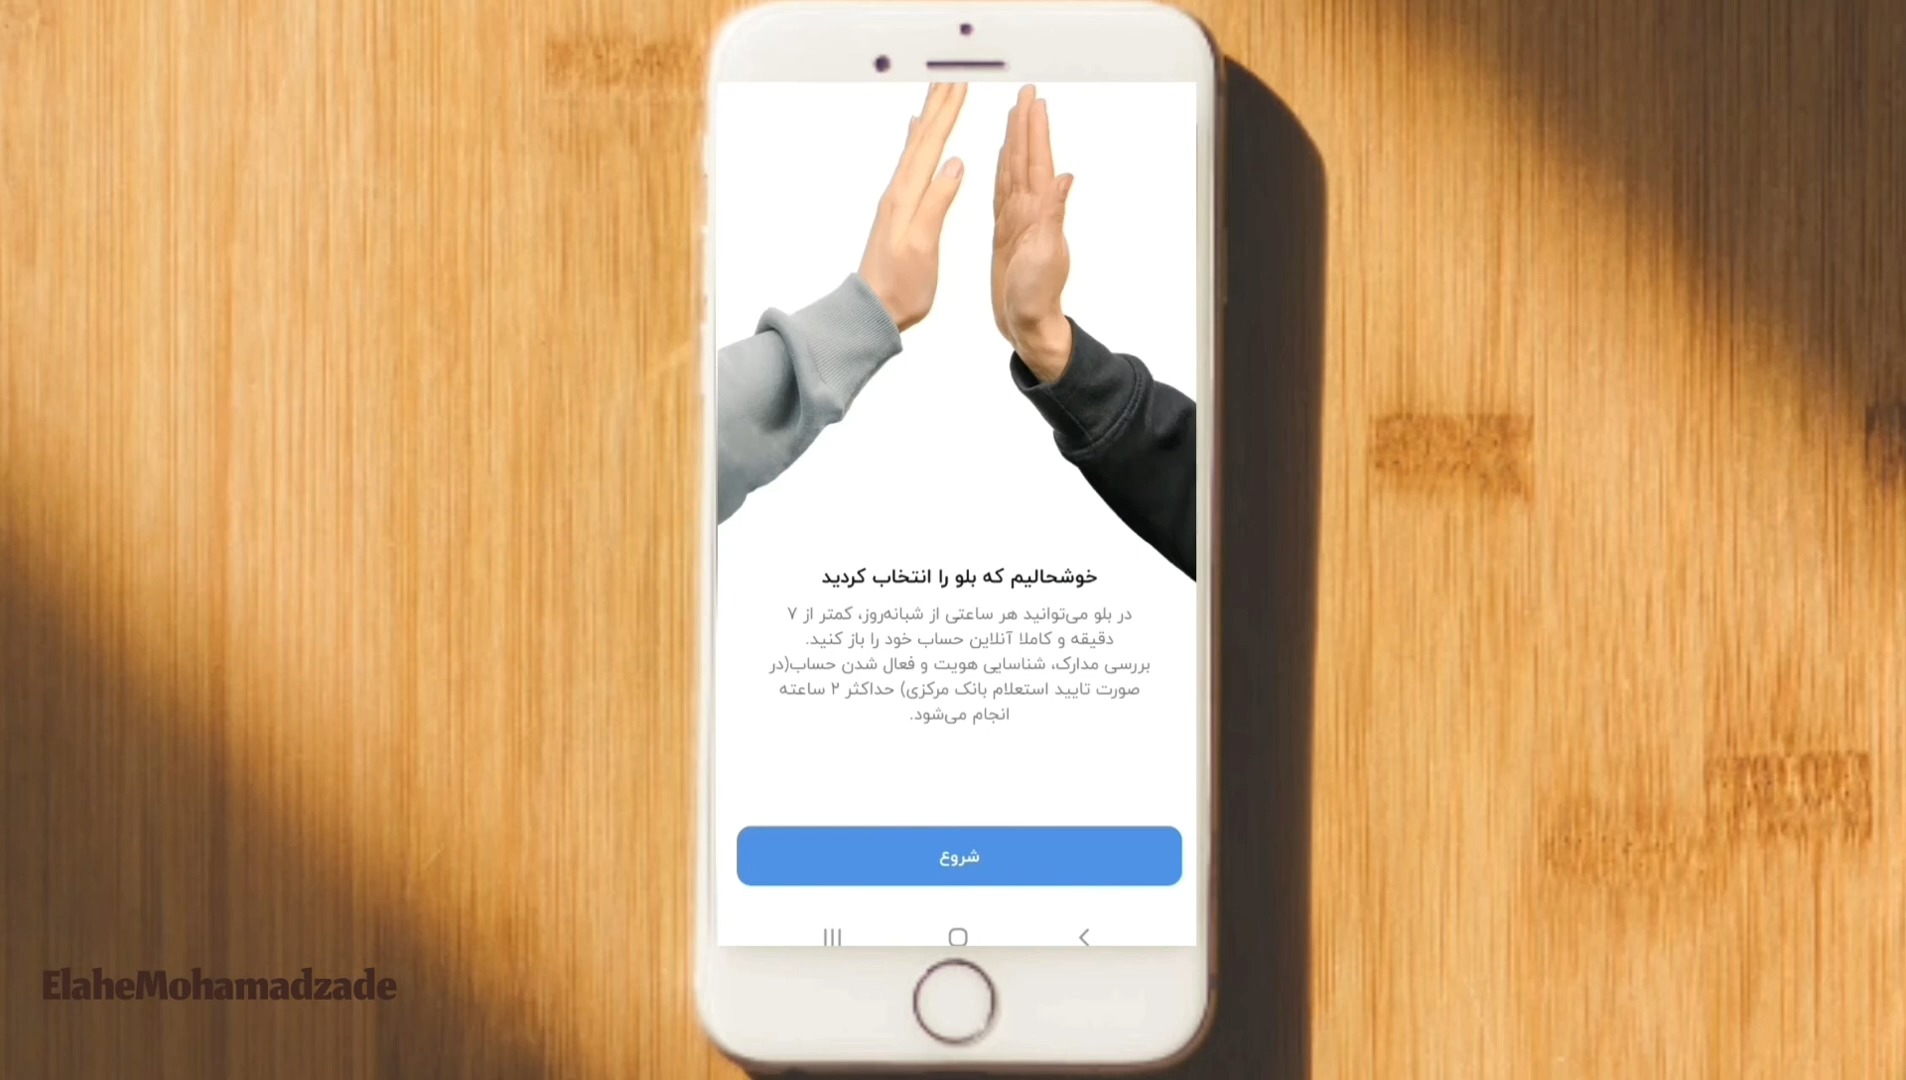 خوشحالیم که بلو را انتخاب کردید
در بلو می‌توانید هر ساعتی از شبانه‌روز، کمتر از ۷
دقیقه و کاملا آنلاین حساب خود را باز کنید.
بررسی مدارک، شناسایی هویت و فعال شدن حساب(در
صورت تایید استعلام بانک مرکزی) حداکثر ۲ ساعته
انجام می‌شود.
شروع
ElaheMohamadzade